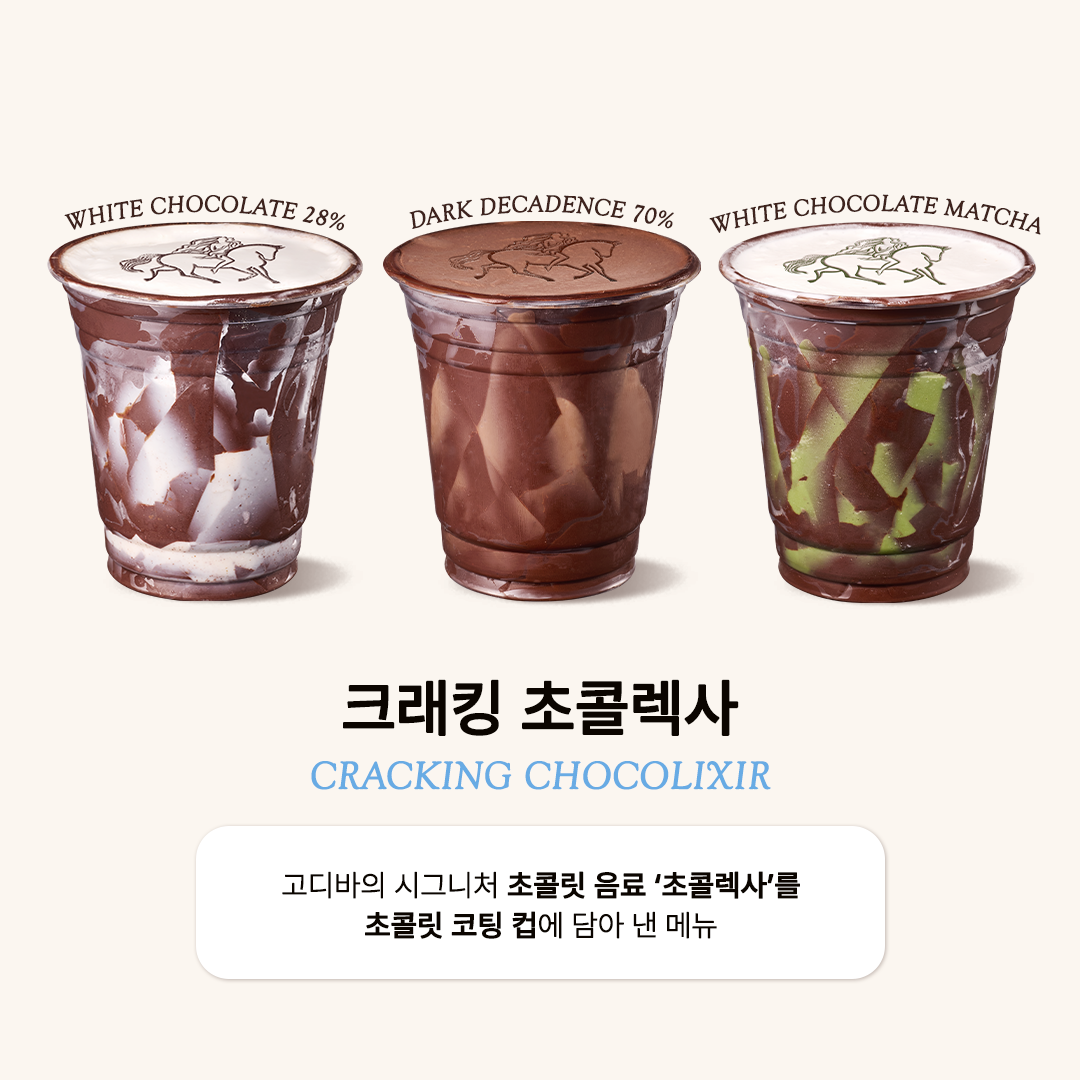 WHITE CHOCOLATE 28%
DARK DECADENCE 70%
WHITE CHOCOLATE MATCHA
크래킹 초콜렉사
CRACKING CHOCOLIXIR
고디바의 시그니처 초콜릿 음료 ‘초콜렉사’를
초콜릿 코팅 컵에 담아 낸 메뉴